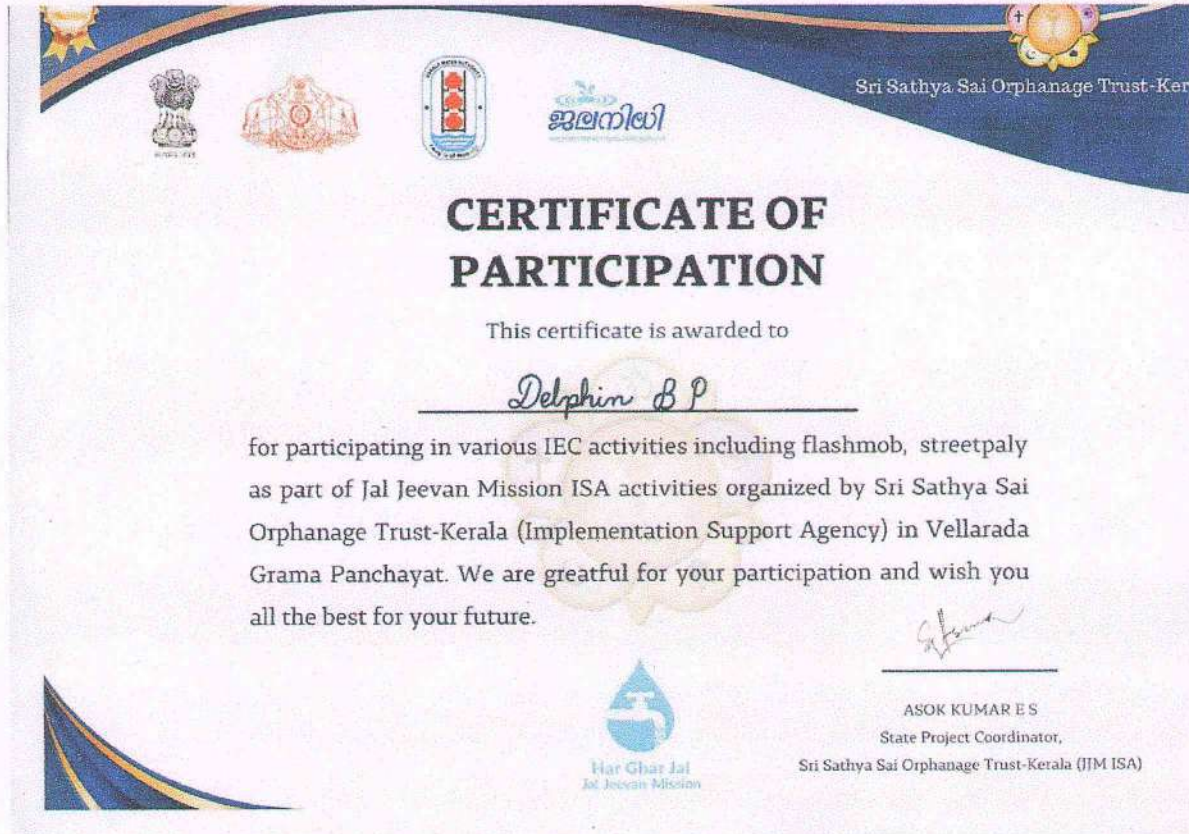 Sri Sathya Sai Orphanage Trust-Ker
ജലനിധി
CERTIFICATE OF
PARTICIPATION
This certificate is awarded to
Delphin B P
for participating in various IEC activities including flashmob, streetpaly
as part of Jal Jeevan Mission ISA activities organized by Sri Sathya Sai
Orphanage Trust-Kerala (Implementation Support Agency) in Vellarada
Grama Panchayat. We are greatful for your participation and wish you
all the best for your future.
Har Ghar Jal
Jal Jeevan Mission
ASOK KUMAR E S
State Project Coordinator,
Sri Sathya Sai Orphanage Trust-Kerala (JJM ISA)